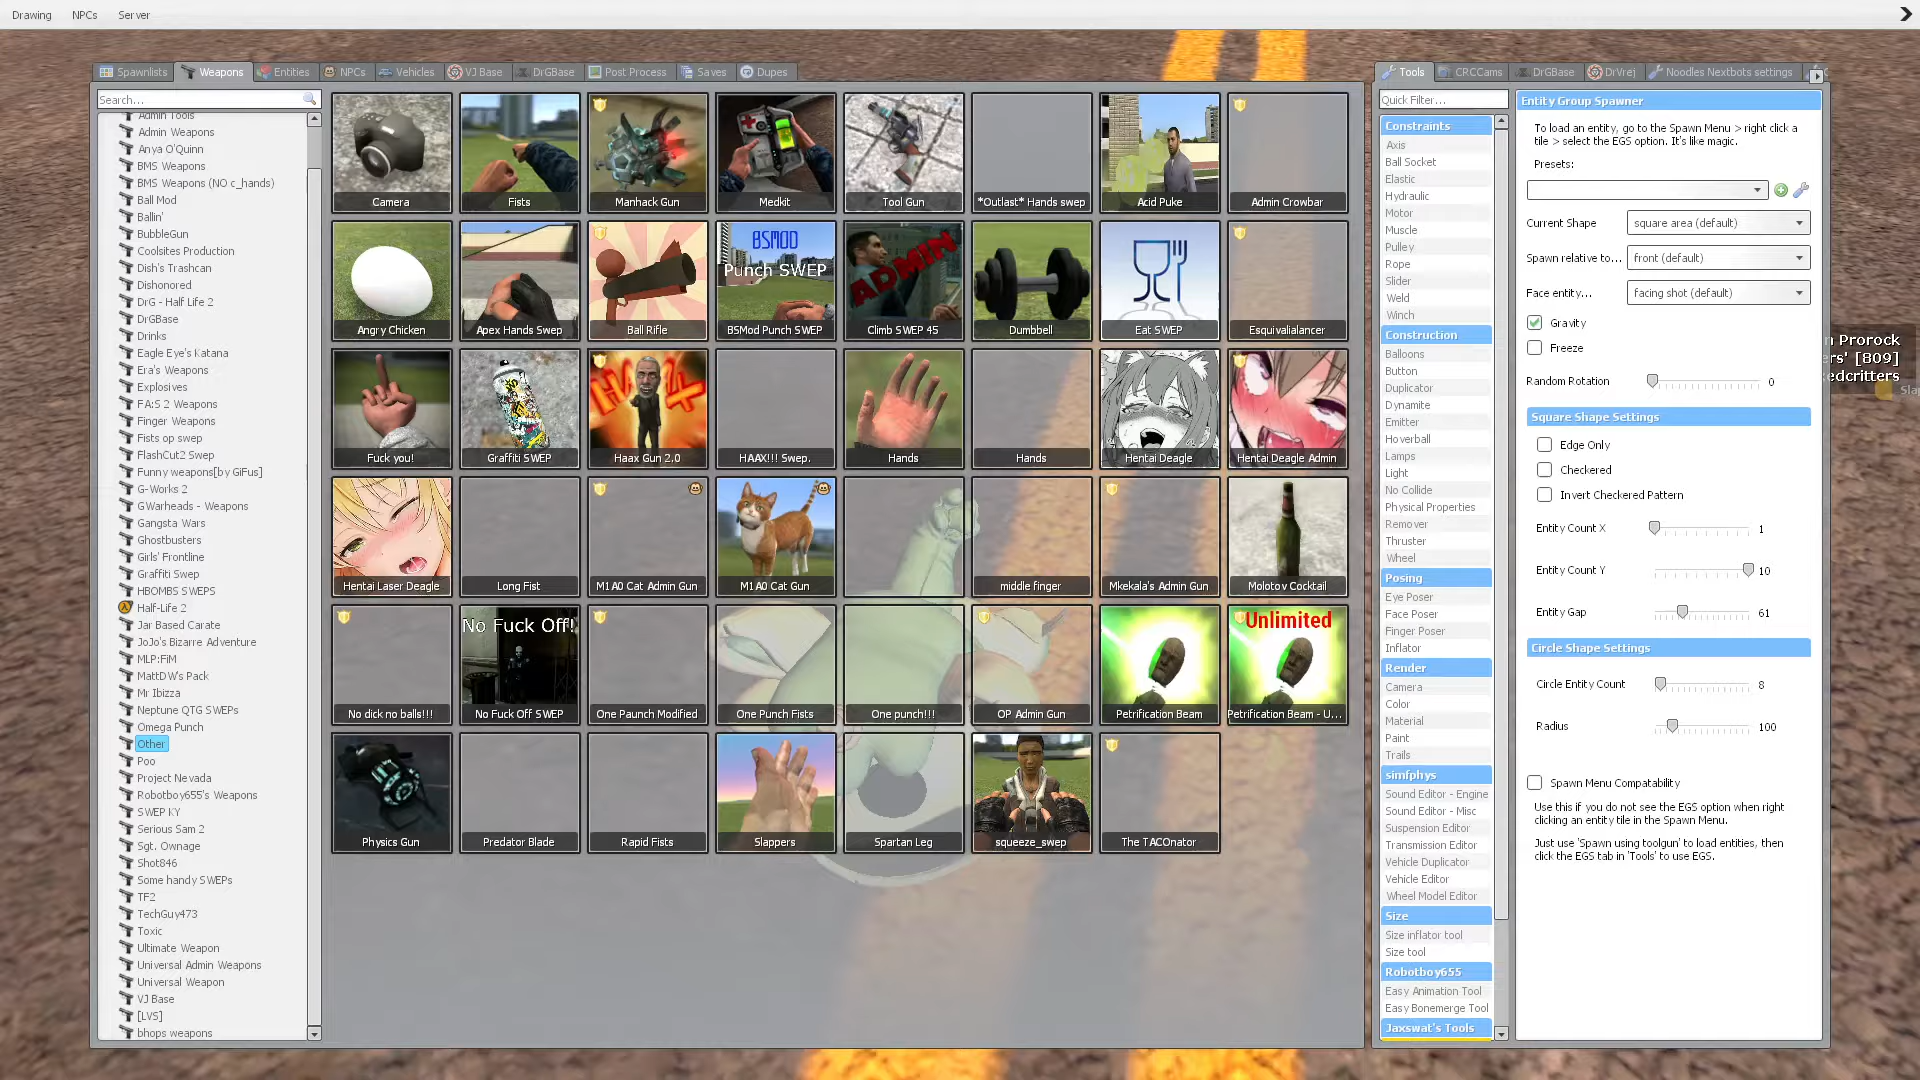 Drawing NPCs Server
Spawnlists Weapons Entities NPCs Vehicles VJ Base DrGBase Post Process Saves Dupes
Search...
Admin Tools
Admin Weapons
Anya O'Quinn
BMS Weapons
BMS Weapons (NO c_hands)
Ball Mod
Ballin'
BubbleGun
Coolsites Production
Dish's Trashcan
Dishonored
DrG - Half Life 2
DrGBase
Drinks
Eagle Eye's Katana
Era's Weapons
Explosives
FA:S 2 Weapons
Finger Weapons
Fists op swep
FlashCut2 Swep
Funny weapons[by GiFus]
G-Works 2
GWarheads - Weapons
Gangsta Wars
Ghostbusters
Girls' Frontline
Graffiti Swep
HBOMBS SWEPS
Half-Life 2
Jar Based Carate
JoJo's Bizarre Adventure
MLP:FiM
MattDW's Pack
Mr Ibizza
Neptune QTG SWEPs
Omega Punch
Other
Poo
Project Nevada
Robotboy655's Weapons
SWEP KY
Serious Sam 2
Sgt. Ownage
Shot846
Some handy SWEPs
TF2
TechGuy473
Toxic
Ultimate Weapon
Universal Admin Weapons
Universal Weapon
VJ Base
[LVS]
bhops weapons
Camera Fists Manhack Gun Medkit Tool Gun *Outlast* Hands swep Acid Puke Admin Crowbar
BSMOD
Punch SWEP
ADMIN
Angry Chicken Apex Hands Swep Ball Rifle BSMod Punch SWEP Climb SWEP 45 Dumbbell Eat SWEP Esquivalialancer
HAX
Fuck you! Graffiti SWEP Haax Gun 2.0 HAAX!!! Swep. Hands Hands Hentai Deagle Hentai Deagle Admin
Hentai Laser Deagle Long Fist M1A0 Cat Admin Gun M1A0 Cat Gun middle finger Mkekala's Admin Gun Molotov Cocktail
No Fuck Off! Unlimited
No dick no balls!!! No Fuck Off SWEP One Paunch Modified One Punch Fists One punch!!! OP Admin Gun Petrification Beam Petrification Beam - U...
Physics Gun Predator Blade Rapid Fists Slappers Spartan Leg squeeze_swep The TACOnator
Tools CRCCams DrGBase DrVrej Noodles Nextbots settings
Quick Filter...
Constraints
Axis
Ball Socket
Elastic
Hydraulic
Motor
Muscle
Pulley
Rope
Slider
Weld
Winch
Construction
Balloons
Button
Duplicator
Dynamite
Emitter
Hoverball
Lamps
Light
No Collide
Physical Properties
Remover
Thruster
Wheel
Posing
Eye Poser
Face Poser
Finger Poser
Inflator
Render
Camera
Color
Material
Paint
Trails
simfphys
Sound Editor - Engine
Sound Editor - Misc
Suspension Editor
Transmission Editor
Vehicle Duplicator
Vehicle Editor
Wheel Model Editor
Size
Size inflator tool
Size tool
Robotboy655
Easy Animation Tool
Easy Bonemerge Tool
Jaxswat's Tools
Entity Group Spawner
To load an entity, go to the Spawn Menu > right click a
tile > select the EGS option. It's like magic.
Presets:
Current Shape square area (default)
Spawn relative to... front (default)
Face entity... facing shot (default)
Gravity
Freeze
Random Rotation 0
Square Shape Settings
Edge Only
Checkered
Invert Checkered Pattern
Entity Count X 1
Entity Count Y 10
Entity Gap 61
Circle Shape Settings
Circle Entity Count 8
Radius 100
Spawn Menu Compatability
Use this if you do not see the EGS option when right
clicking an entity tile in the Spawn Menu.
Just use 'Spawn using toolgun' to load entities, then
click the EGS tab in 'Tools' to use EGS.
n Prorock
ers' [809]
edcritters
Slap